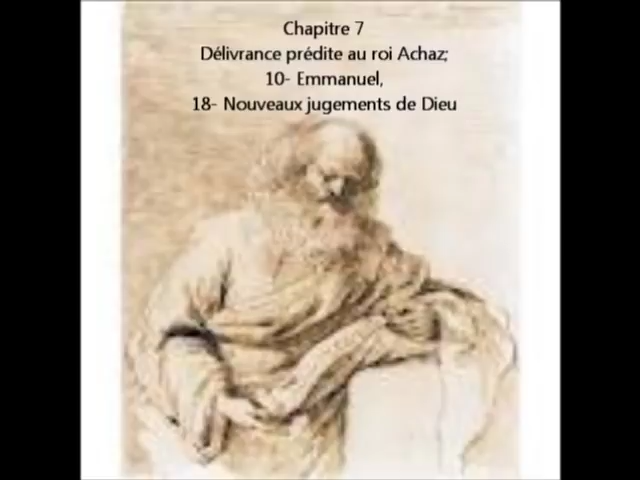 Chapitre 7
Délivrance prédite au roi Achaz;
10- Emmanuel,
18- Nouveaux jugements de Dieu